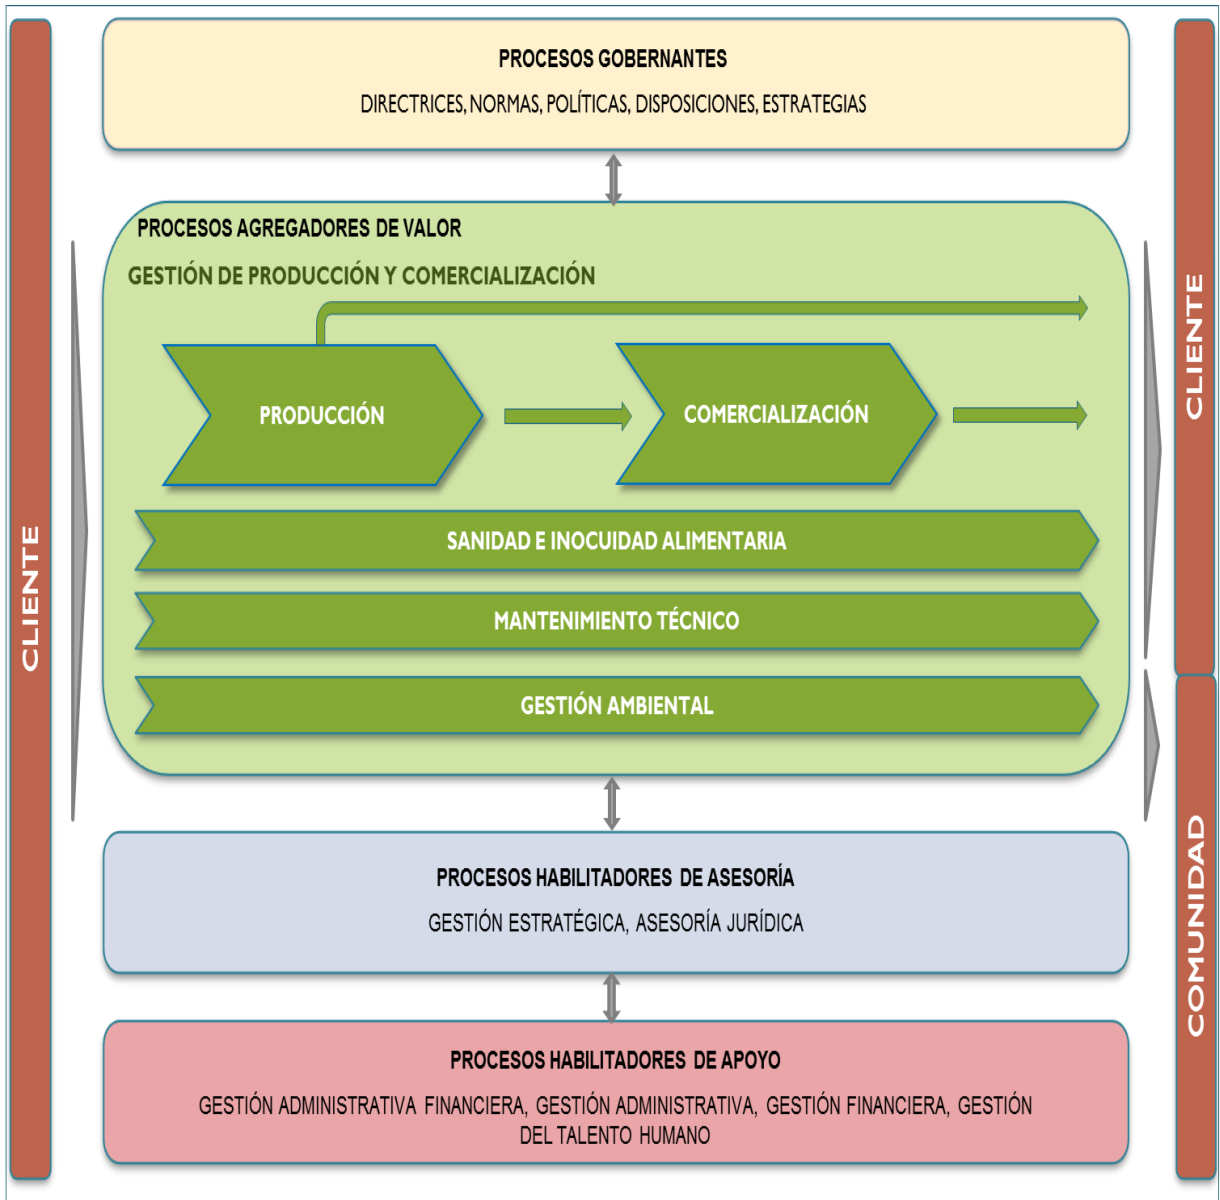 CLIENTE
PROCESOS GOBERNANTES
DIRECTRICES, NORMAS, POLÍTICAS, DISPOSICIONES, ESTRATEGIAS
PROCESOS AGREGADORES DE VALOR
GESTIÓN DE PRODUCCIÓN Y COMERCIALIZACIÓN
PRODUCCIÓN
COMERCIALIZACIÓN
SANIDAD E INOCUIDAD ALIMENTARIA
MANTENIMIENTO TÉCNICO
GESTIÓN AMBIENTAL
PROCESOS HABILITADORES DE ASESORÍA
GESTIÓN ESTRATÉGICA, ASESORÍA JURÍDICA
PROCESOS HABILITADORES DE APOYO
GESTIÓN ADMINISTRATIVA FINANCIERA, GESTIÓN ADMINISTRATIVA, GESTIÓN FINANCIERA, GESTIÓN
DEL TALENTO HUMANO
CLIENTE
COMUNIDAD